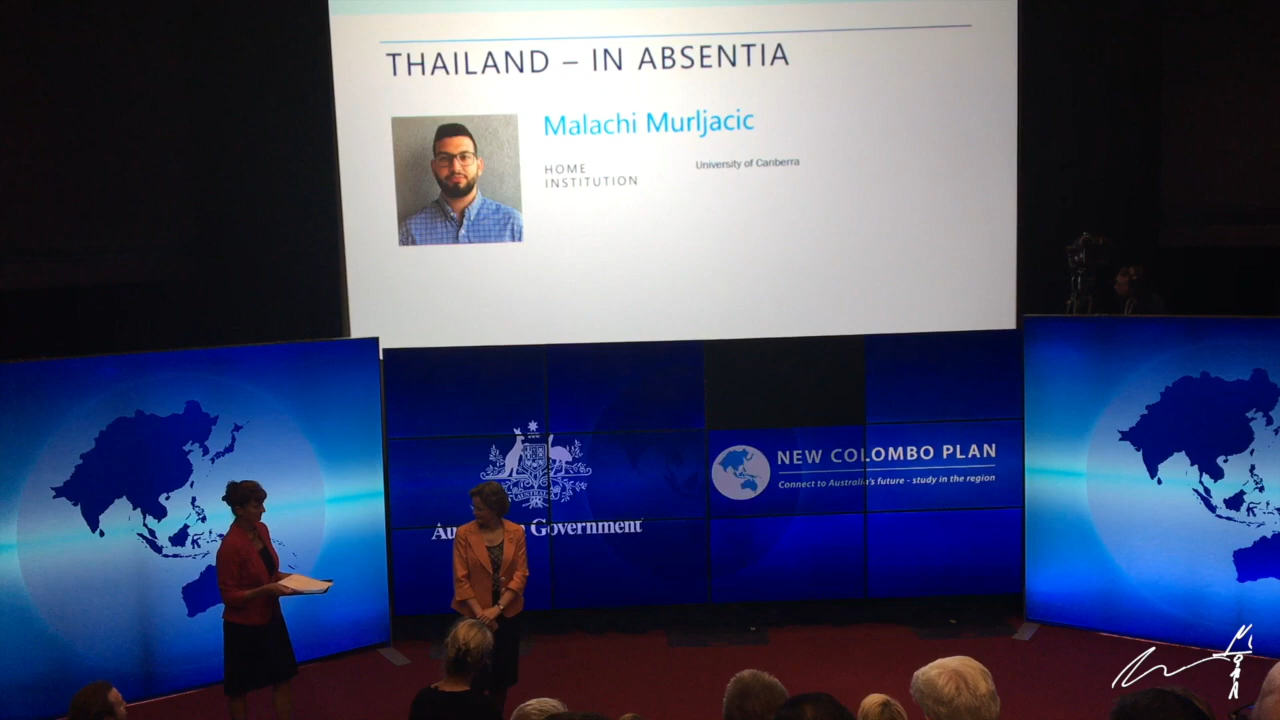 THAILAND – IN ABSENTIA
Malachi Murljacic
HOME
INSTITUTION
University of Canberra
NEW COLOMBO PLAN
Connect to Australia's future - study in the region
AUSTRALIA
Government